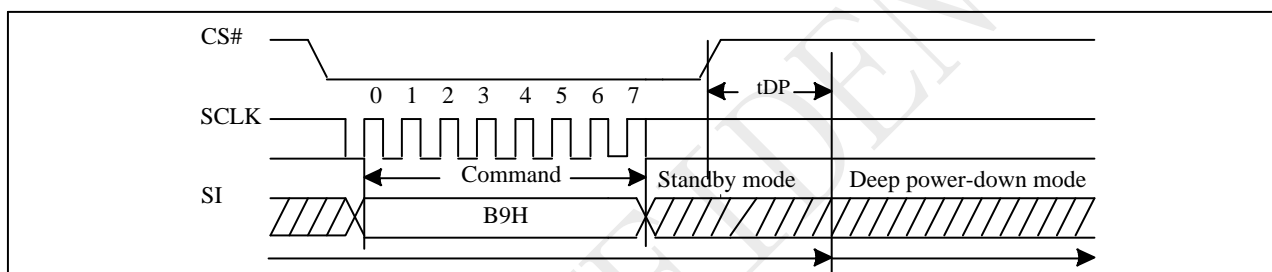 CS#
tDP
0 1 2 3 4 5 6 7
SCLK
Command
Standby mode
Deep power-down mode
SI
B9H